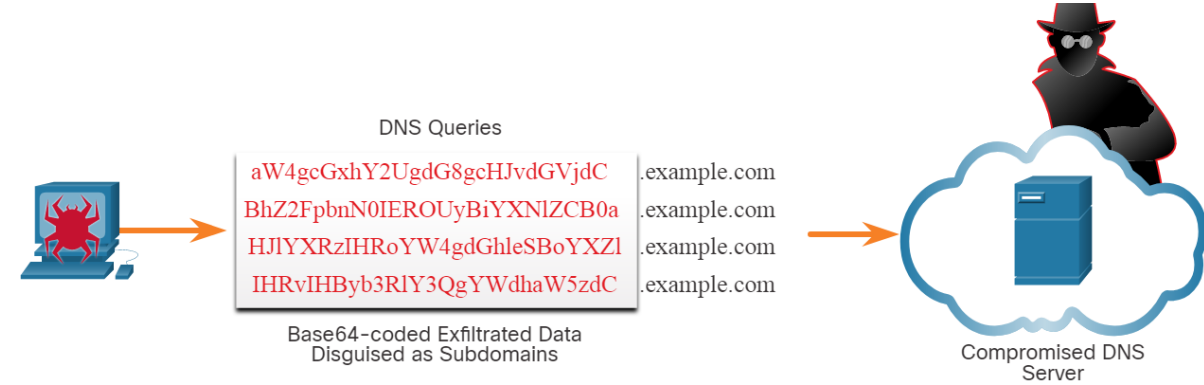 DNS Queries
aW4gcGxhY2UgdG8gcHJvdGVjdC .example.com
BhZ2FpbnN0IEROUyBiYXNlZCB0a .example.com
HJlYXRzIHRoYW4gdGhleSBoYXZl .example.com
IHRvIHByb3RlY3QgYWdhaW5zdC .example.com
Base64-coded Exfiltrated Data
Disguised as Subdomains
Compromised DNS
Server